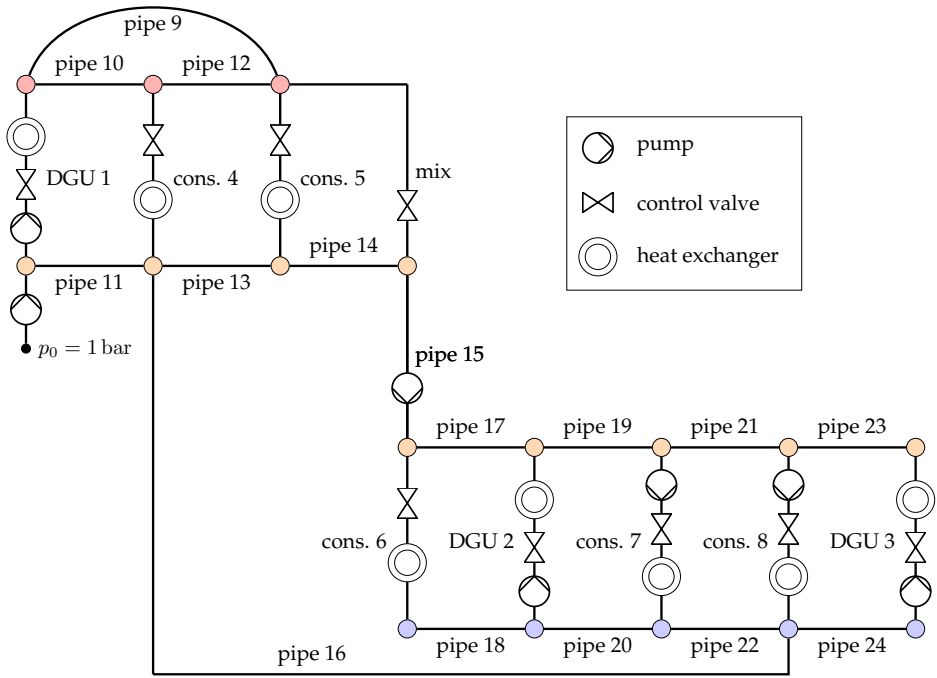 pipe 9
pipe 10
pipe 12
DGU 1
cons. 4
cons. 5
mix
pipe 11
pipe 13
pipe 14
p₀ = 1 bar
pipe 15
pump
control valve
heat exchanger
pipe 17
pipe 19
pipe 21
pipe 23
cons. 6
DGU 2
cons. 7
cons. 8
DGU 3
pipe 18
pipe 20
pipe 22
pipe 24
pipe 16